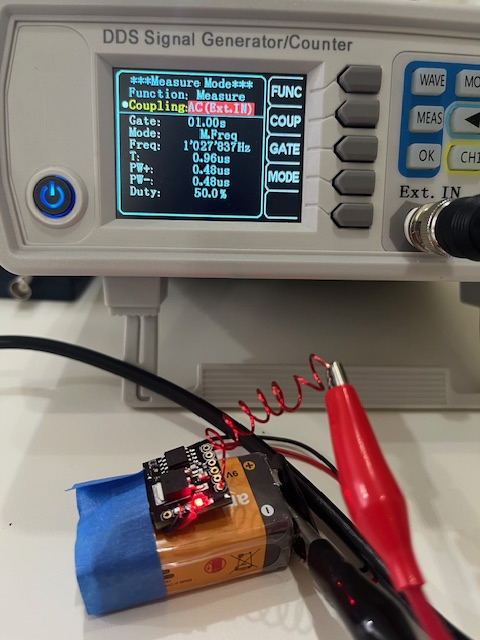 DDS Signal Generator/Counter
***Measure Mode***
Function: Measure
Coupling:AC(Ext.IN)
Gate: 01.00s
Mode: M.Freq
Freq: 1'027'837Hz
T: 0.96us
PW+: 0.48us
PW-: 0.48us
Duty: 50.0%
FUNC
COUP
GATE
MODE
WAVE
MO
MEAS
OK
CH1
Ext. IN
9V
+
-